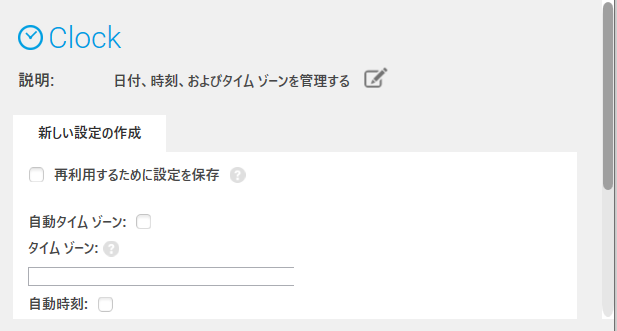 Clock
説明: 日付、時刻、およびタイム ゾーンを管理する
新しい設定の作成
再利用するために設定を保存 ?
自動タイム ゾーン:
タイム ゾーン: ?
自動時刻: